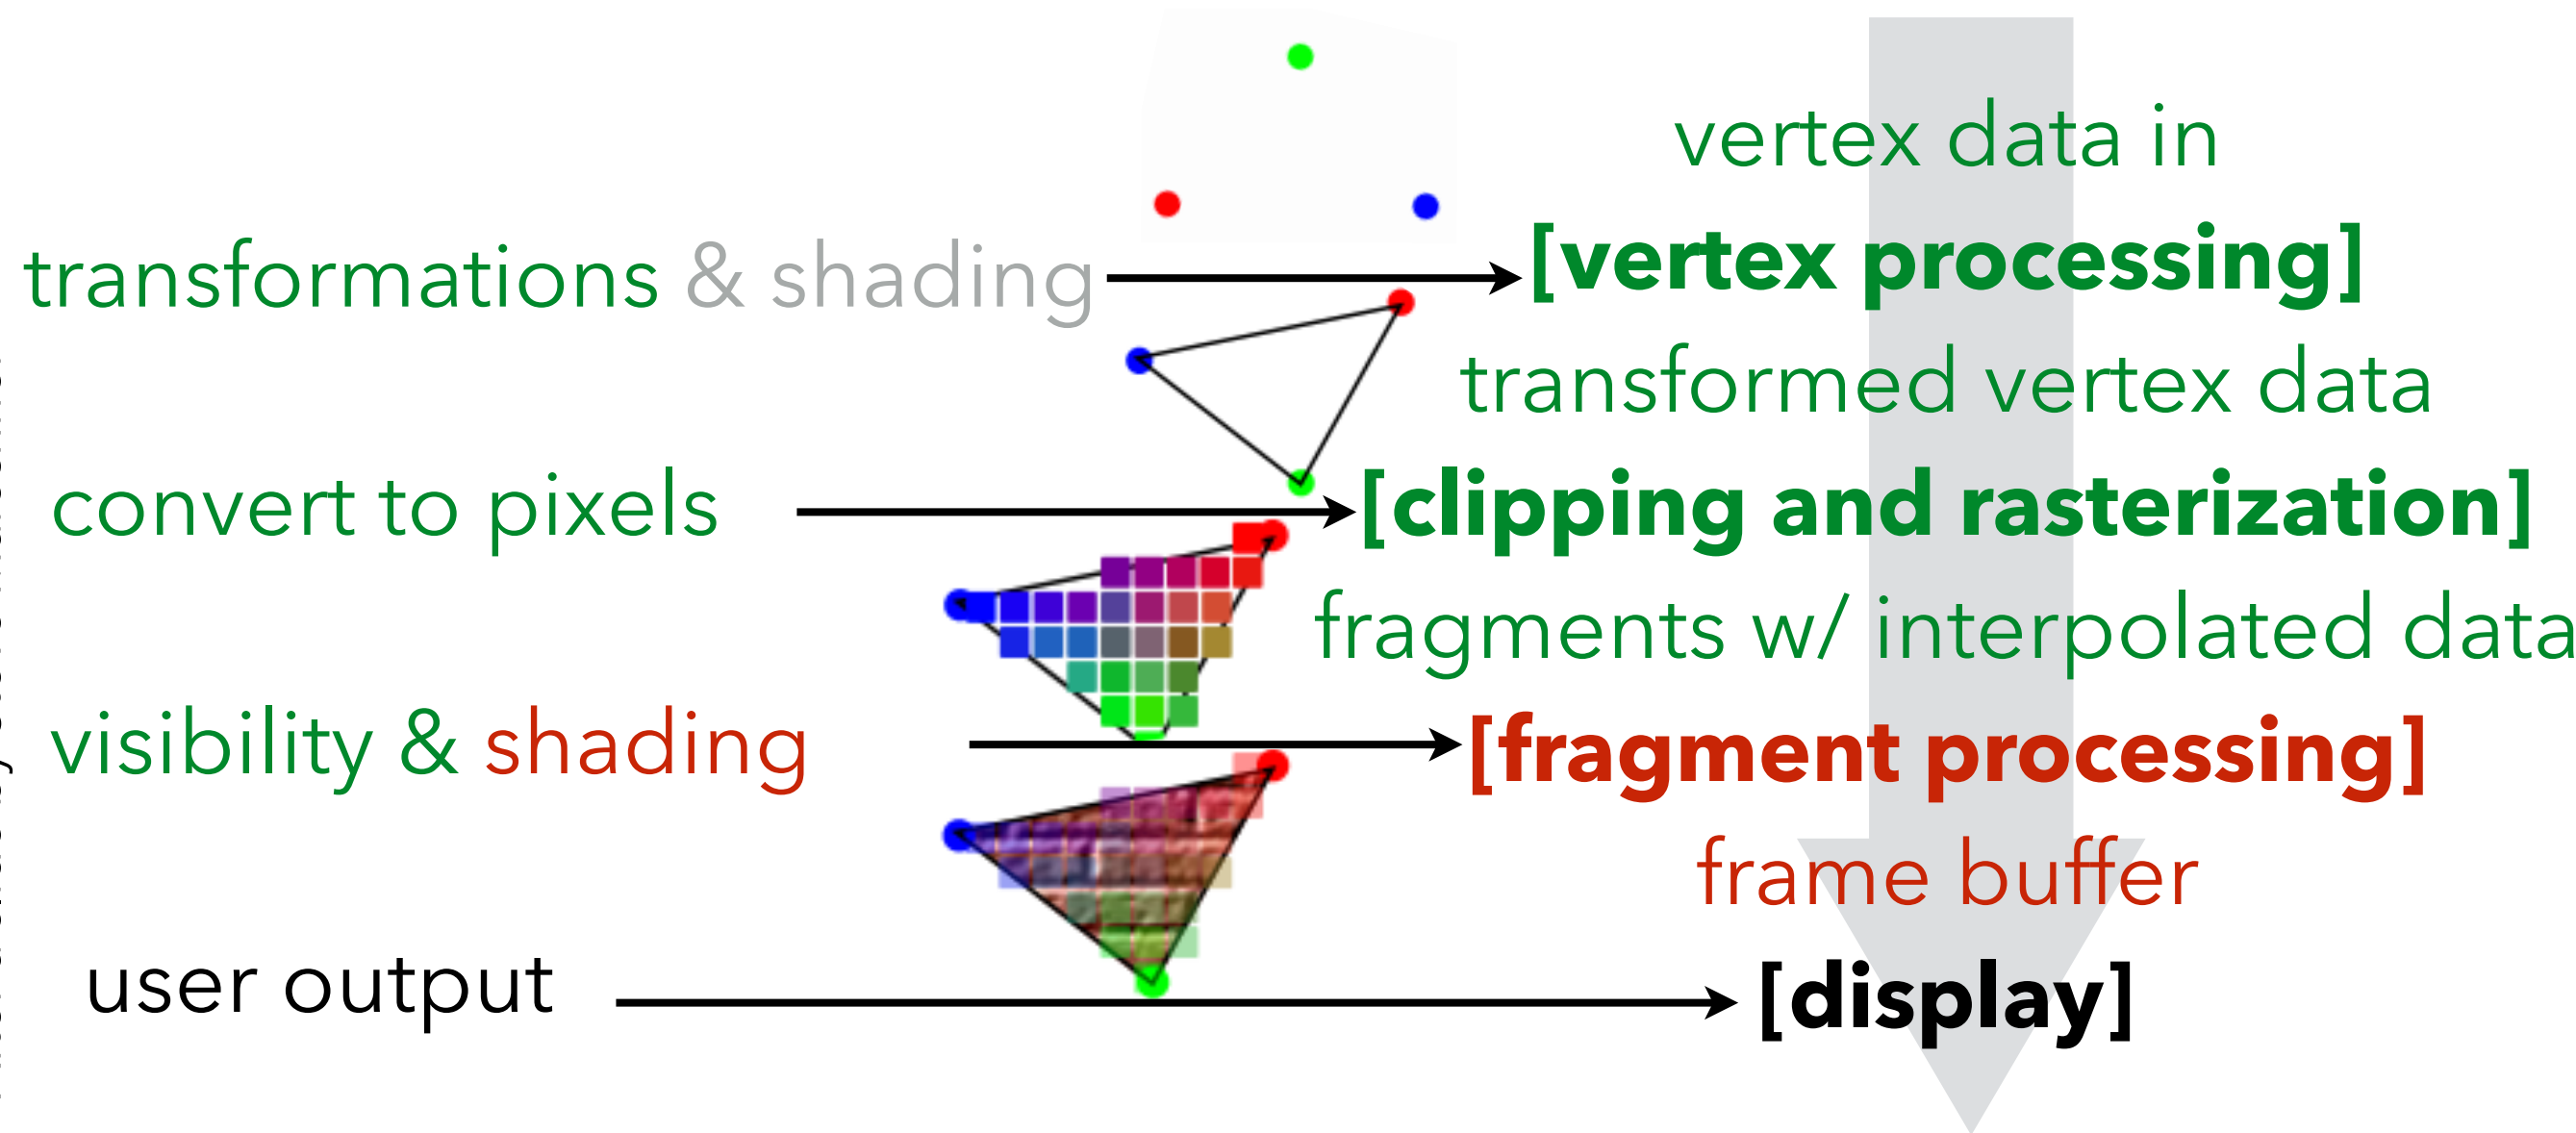 vertex data in
transformations & shading
[vertex processing]
transformed vertex data
convert to pixels
[clipping and rasterization]
fragments w/ interpolated data
visibility & shading
[fragment processing]
frame buffer
user output
[display]